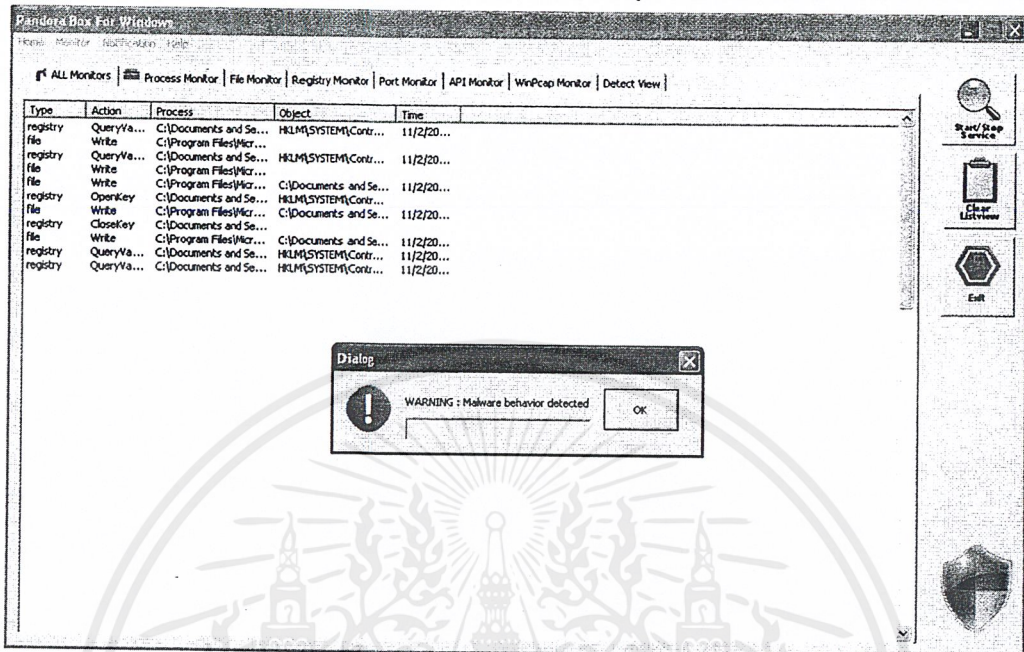 Pandora Box For Windows
Home Monitor Notification Help
ALL Monitors Process Monitor File Monitor Registry Monitor Port Monitor API Monitor WinPcap Monitor Detect View
Type Action Process Object Time
registry QueryVa... C:\Documents and Se... HKLM\SYSTEM\Contr... 11/2/20...
file Write C:\Program Files\Micr...
registry QueryVa... C:\Documents and Se... HKLM\SYSTEM\Contr... 11/2/20...
file Write C:\Program Files\Micr...
file Write C:\Program Files\Micr... C:\Documents and Se... 11/2/20...
registry OpenKey C:\Documents and Se... HKLM\SYSTEM\Contr...
file Write C:\Program Files\Micr... C:\Documents and Se... 11/2/20...
registry CloseKey C:\Documents and Se...
file Write C:\Program Files\Micr... C:\Documents and Se... 11/2/20...
registry QueryVa... C:\Documents and Se... HKLM\SYSTEM\Contr... 11/2/20...
registry QueryVa... C:\Documents and Se... HKLM\SYSTEM\Contr... 11/2/20...
Start/Stop
Service
Clear
Listview
Exit
Dialog
WARNING : Malware behavior detected
OK